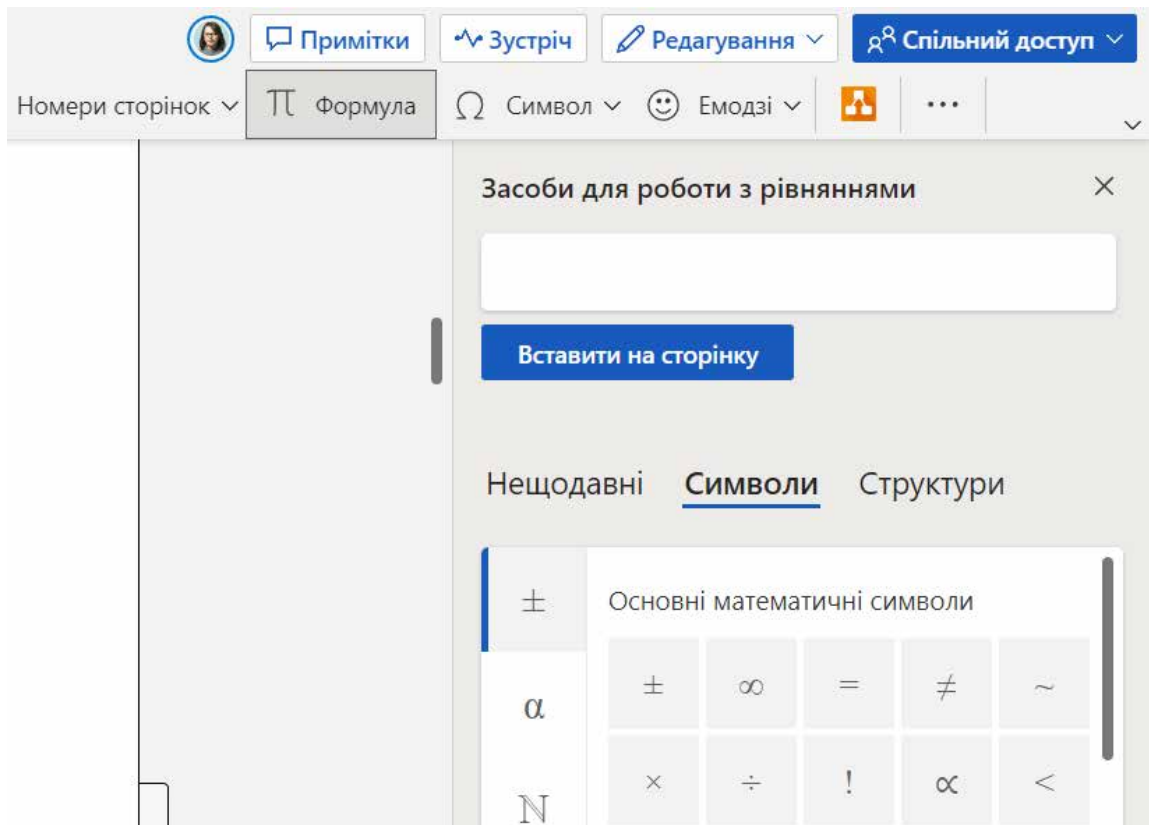 Примітки Зустріч Редагування Спільний доступ
Номери сторінок π Формула Ω Символ Емодзі ...
Засоби для роботи з рівняннями
Вставити на сторінку
Нещодавні Символи Структури
± Основні математичні символи
± ∞ = ≠ ~
α
× ÷ ! ∝ <
ℕ